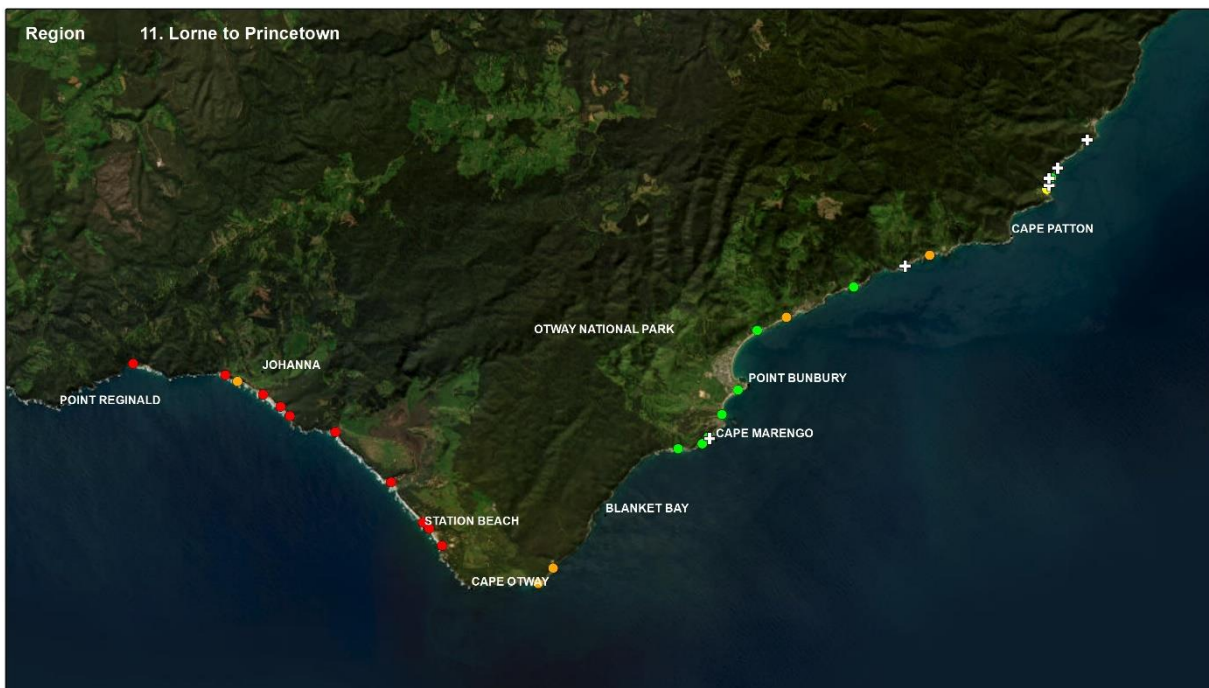 Region 11. Lorne to Princetown
CAPE PATTON
OTWAY NATIONAL PARK
JOHANNA
POINT BUNBURY
POINT REGINALD
CAPE MARENGO
BLANKET BAY
STATION BEACH
CAPE OTWAY